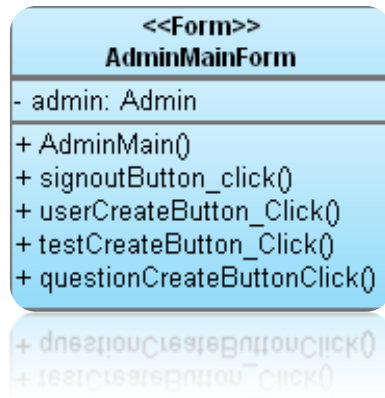 <<Form>>
AdminMainForm
- admin: Admin
+ AdminMain()
+ signoutButton_click()
+ userCreateButton_Click()
+ testCreateButton_Click()
+ questionCreateButtonClick()